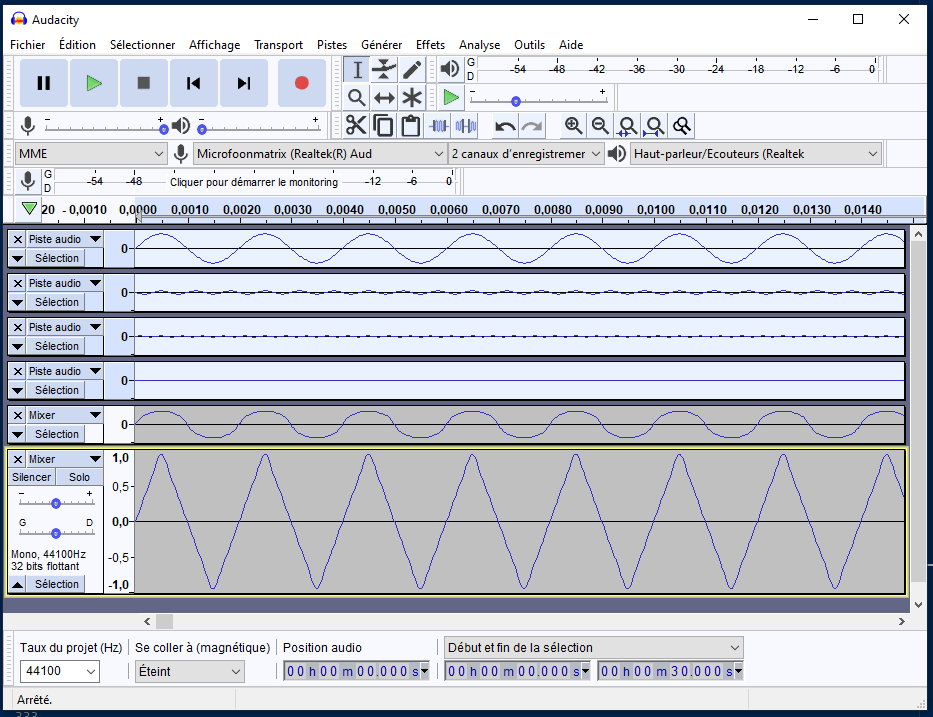 Audacity
Fichier Édition Sélectionner Affichage Transport Pistes Générer Effets Analyse Outils Aide
G
D
-54 -48 -42 -36 -30 -24 -18 -12 -6 0
- +
- + - +
MME Microfoonmatrix (Realtek(R) Aud 2 canaux d'enregistremer Haut-parleur/Ecouteurs (Realtek
G
D
-54 -48 Cliquer pour démarrer le monitoring -12 -6 0
20 - 0,0010 0,0000 0,0010 0,0020 0,0030 0,0040 0,0050 0,0060 0,0070 0,0080 0,0090 0,0100 0,0110 0,0120 0,0130 0,0140
Piste audio
0
Sélection
Piste audio
0
Sélection
Piste audio
0
Sélection
Piste audio
0
Sélection
Mixer
0
Sélection
Mixer 1,0
Silencer Solo
0,5
- +
G D 0,0
Mono, 44100Hz
-0,5
32 bits flottant
Sélection -1,0
Taux du projet (Hz) Se coller à (magnétique) Position audio Début et fin de la sélection
44100 Éteint 00 h 00 m 00,000 s 00 h 00 m 00,000 s 00 h 00 m 30,000 s
Arrêté.